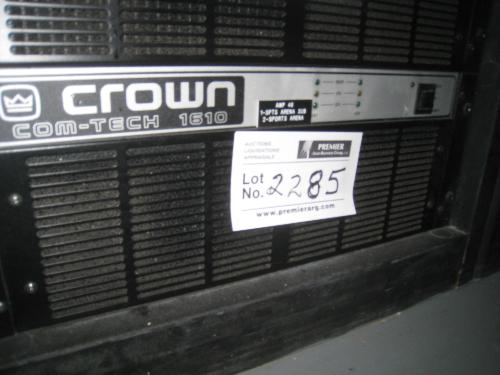 crown
COM-TECH 1610
AMP 40
1-SPTS ARENA SUB
2-SPORTS ARENA
AUCTIONS
LIQUIDATIONS
APPRAISALS
PREMIER
Lot
No. 2285
www.premierarg.com